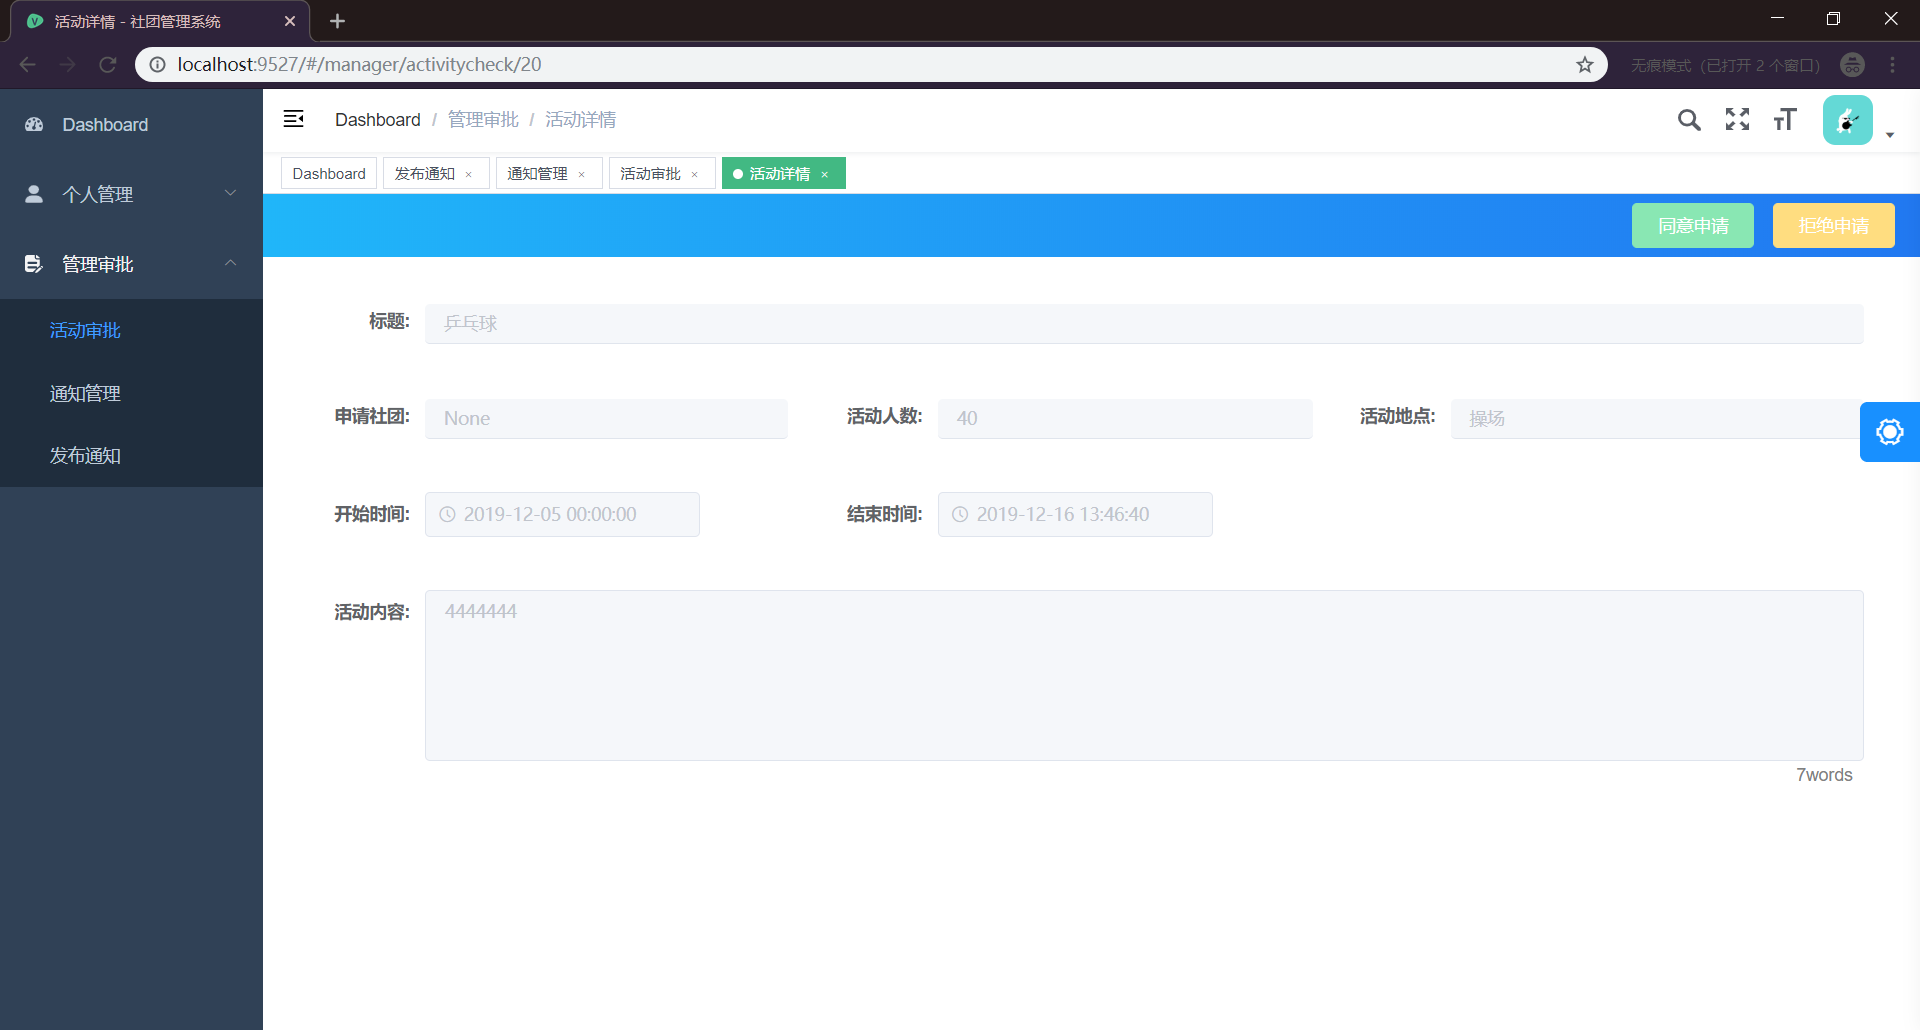 活动详情 - 社团管理系统
localhost:9527/#/manager/activitycheck/20
无痕模式（已打开 2 个窗口）
Dashboard
个人管理
管理审批
活动审批
通知管理
发布通知
Dashboard / 管理审批 / 活动详情
Dashboard 发布通知 × 通知管理 × 活动审批 × 活动详情 ×
同意申请 拒绝申请
标题: 乒乓球
申请社团: None 活动人数: 40 活动地点: 操场
开始时间: 2019-12-05 00:00:00 结束时间: 2019-12-16 13:46:40
活动内容: 4444444
7words